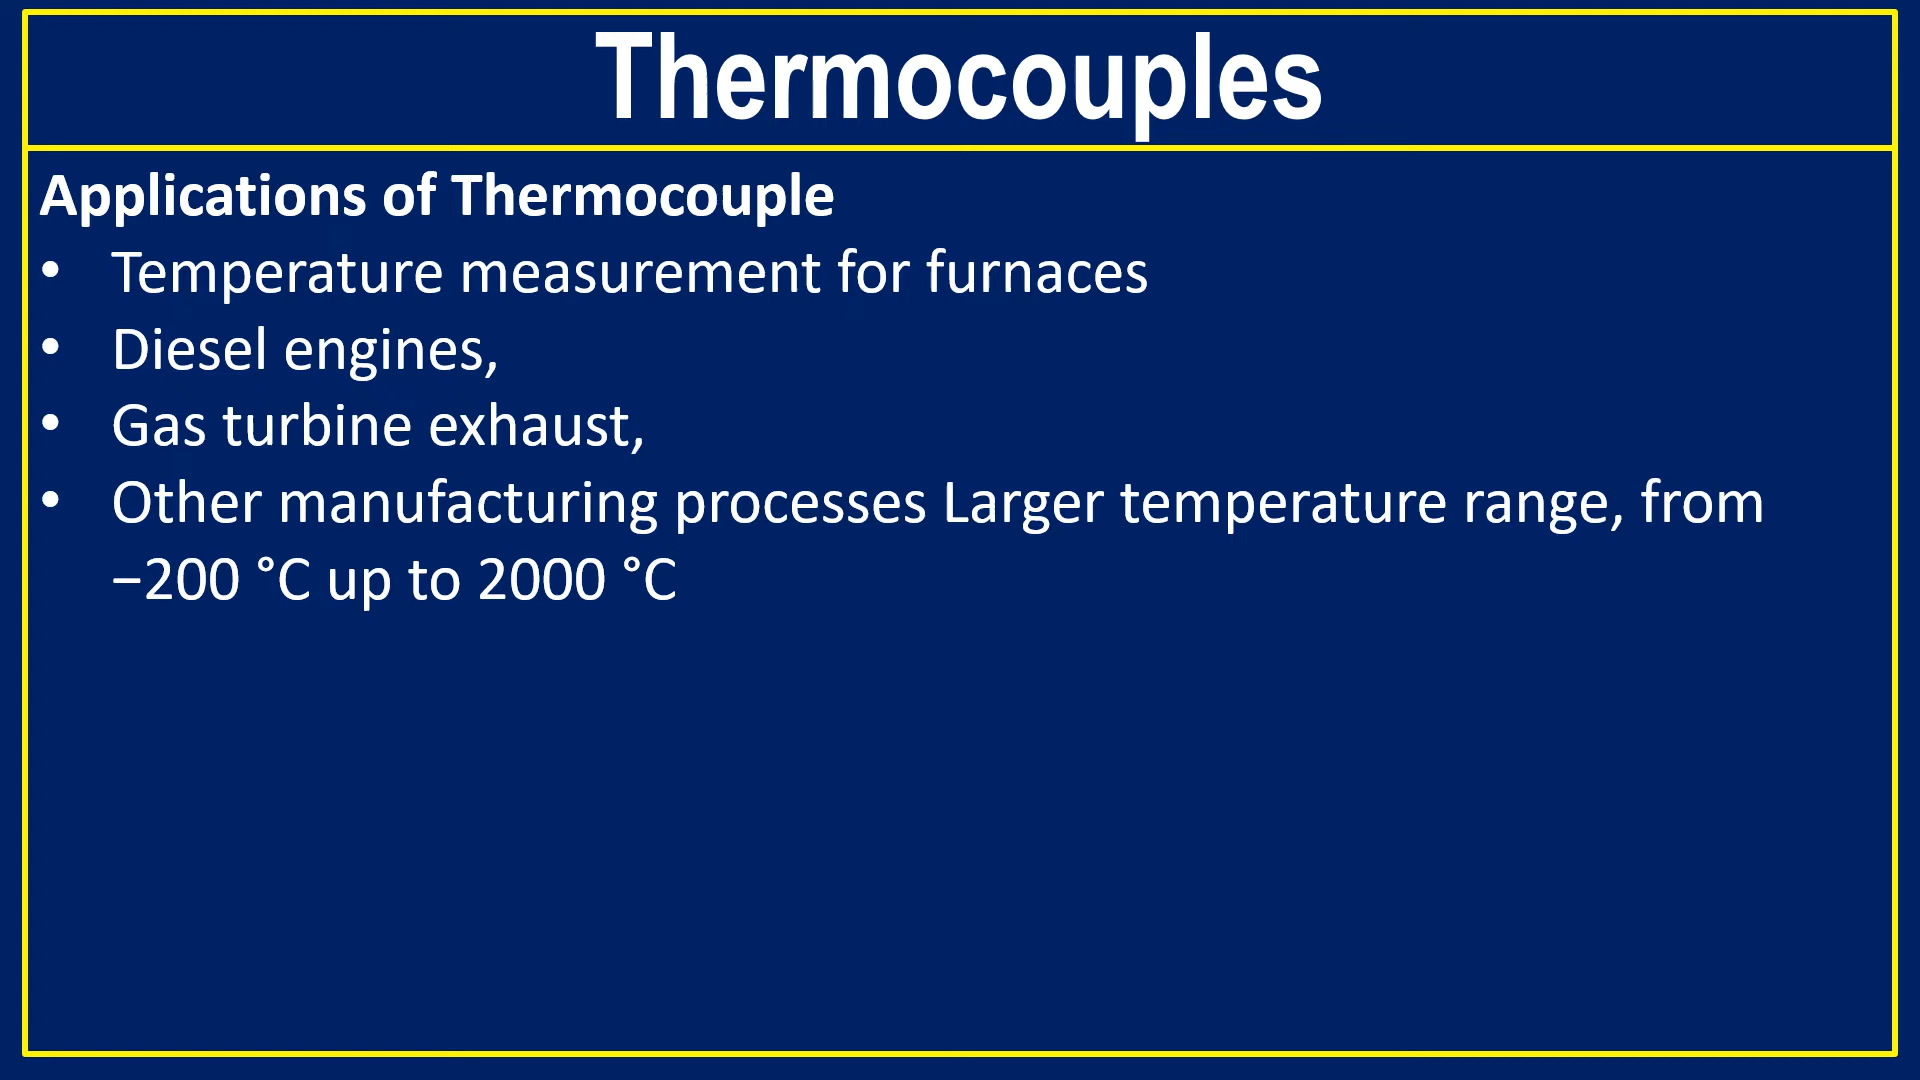 Thermocouples
Applications of Thermocouple
• Temperature measurement for furnaces
• Diesel engines,
• Gas turbine exhaust,
• Other manufacturing processes Larger temperature range, from
−200 °C up to 2000 °C